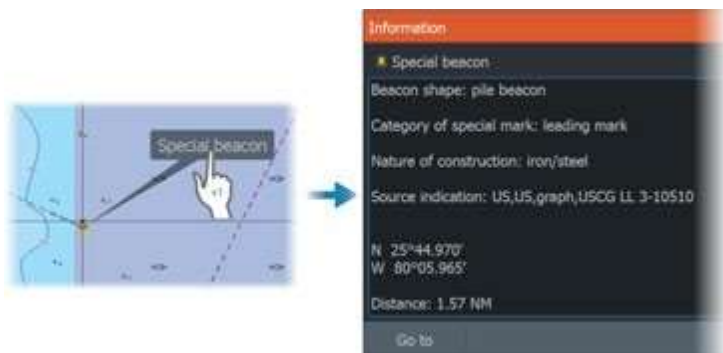 Special beacon
Information
Special beacon
Beacon shape: pile beacon
Category of special mark: leading mark
Nature of construction: iron/steel
Source indication: US,US,graph,USCG LL 3-10510
N 25°44.970'
W 80°05.965'
Distance: 1.57 NM
Go to